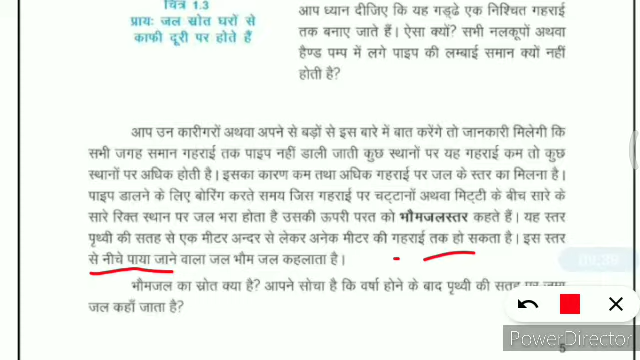 चित्र 1.3
प्रायः जल स्रोत घरों से
काफी दूरी पर होते हैं
आप ध्यान दीजिए कि यह गड्ढे एक निश्चित गहराई
तक बनाए जाते हैं। ऐसा क्यों? सभी नलकूपों अथवा
हैण्ड पम्प में लगे पाइप की लम्बाई समान क्यों नहीं
होती है?
आप उन कारीगरों अथवा अपने से बड़ों से इस बारे में बात करेंगे तो जानकारी मिलेगी कि
सभी जगह समान गहराई तक पाइप नहीं डाली जाती कुछ स्थानों पर यह गहराई कम तो कुछ
स्थानों पर अधिक होती है। इसका कारण कम तथा अधिक गहराई पर जल के स्तर का मिलना है।
पाइप डालने के लिए बोरिंग करते समय जिस गहराई पर चट्टानों अथवा मिट्टी के बीच सारे के
सारे रिक्त स्थान पर जल भरा होता है उसकी ऊपरी परत को भौमजलस्तर कहते हैं। यह स्तर
पृथ्वी की सतह से एक मीटर अन्दर से लेकर अनेक मीटर की गहराई तक हो सकता है। इस स्तर
से नीचे पाया जाने वाला जल भौम जल कहलाता है।
09:39
भौमजल का स्रोत क्या है? आपने सोचा है कि वर्षा होने के बाद पृथ्वी की सतह पर जमा
जल कहाँ जाता है?
PowerDirector
5